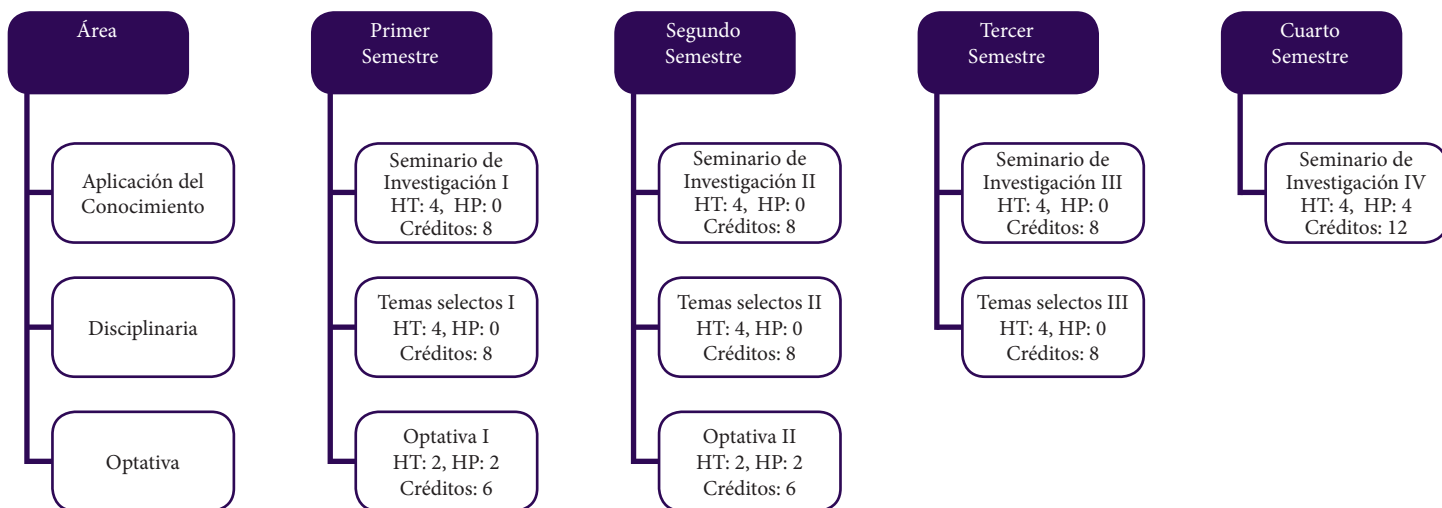 Área
Aplicación del
Conocimiento
Disciplinaria
Optativa
Primer
Semestre
Seminario de
Investigación I
HT: 4, HP: 0
Créditos: 8
Temas selectos I
HT: 4, HP: 0
Créditos: 8
Optativa I
HT: 2, HP: 2
Créditos: 6
Segundo
Semestre
Seminario de
Investigación II
HT: 4, HP: 0
Créditos: 8
Temas selectos II
HT: 4, HP: 0
Créditos: 8
Optativa II
HT: 2, HP: 2
Créditos: 6
Tercer
Semestre
Seminario de
Investigación III
HT: 4, HP: 0
Créditos: 8
Temas selectos III
HT: 4, HP: 0
Créditos: 8
Cuarto
Semestre
Seminario de
Investigación IV
HT: 4, HP: 4
Créditos: 12